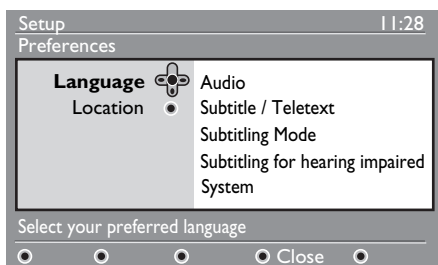 Setup 11:28
Preferences
Language Audio
Location Subtitle / Teletext
Subtitling Mode
Subtitling for hearing impaired
System
Select your preferred language
Close